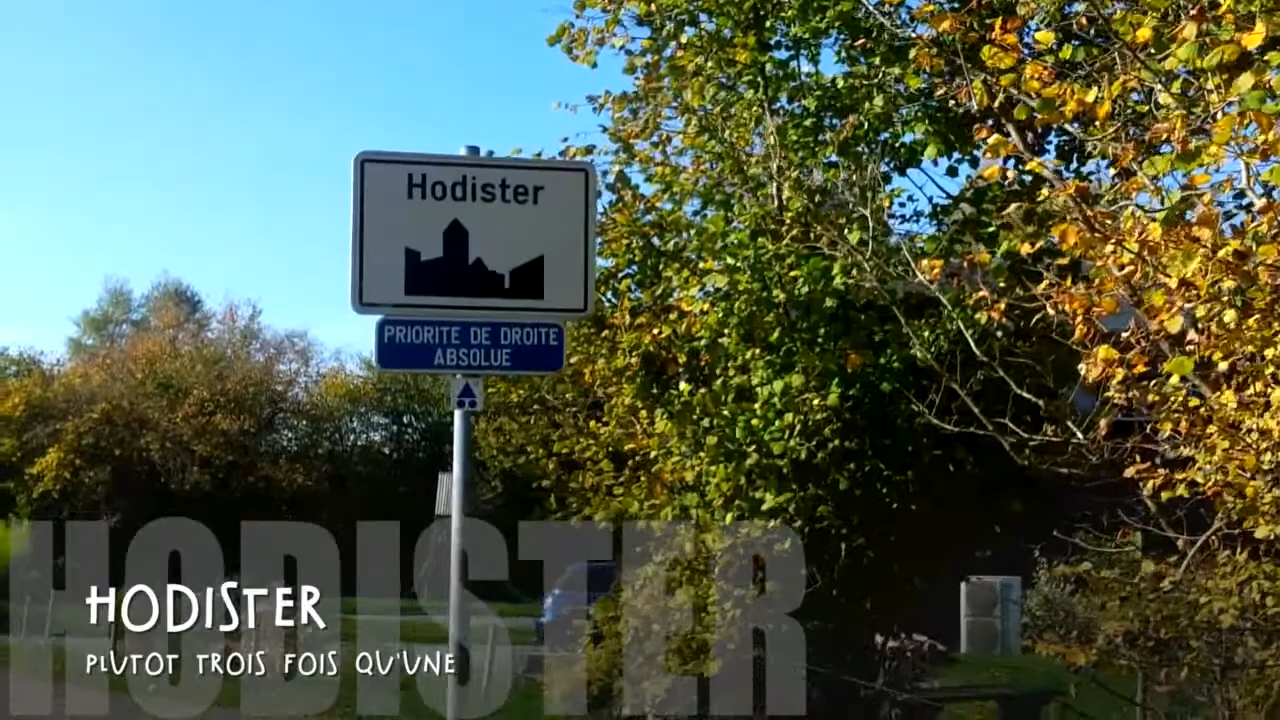 Hodister
PRIORITE DE DROITE
ABSOLUE
HODISTER
HODISTER
PLUTOT TROIS FOIS QU'UNE